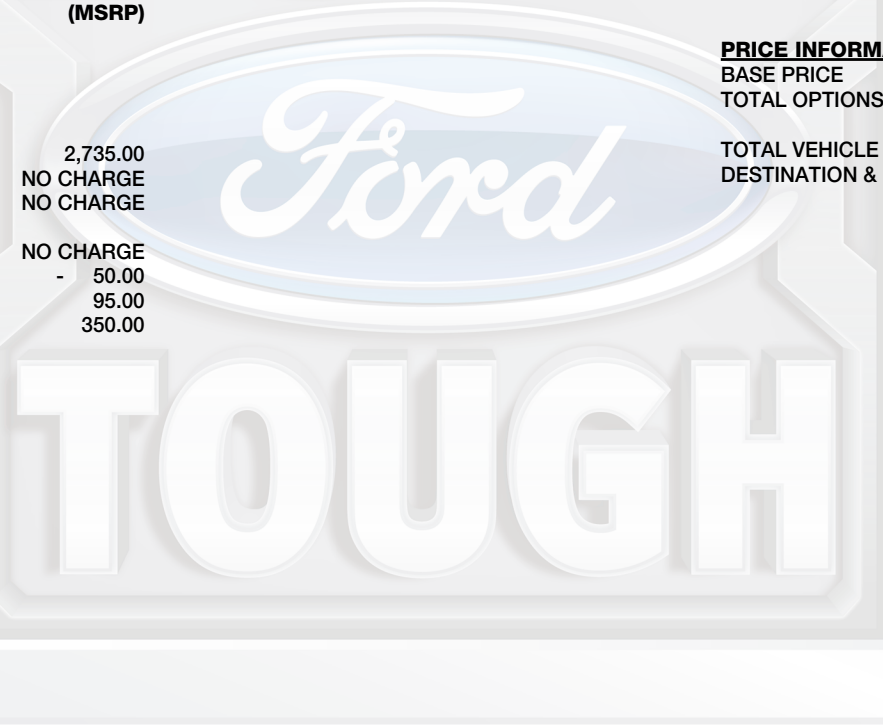 (MSRP)
2,735.00
NO CHARGE
NO CHARGE
NO CHARGE
- 50.00
95.00
350.00
PRICE INFORMA
BASE PRICE
TOTAL OPTIONS
TOTAL VEHICLE
DESTINATION &
Ford
TOUGH